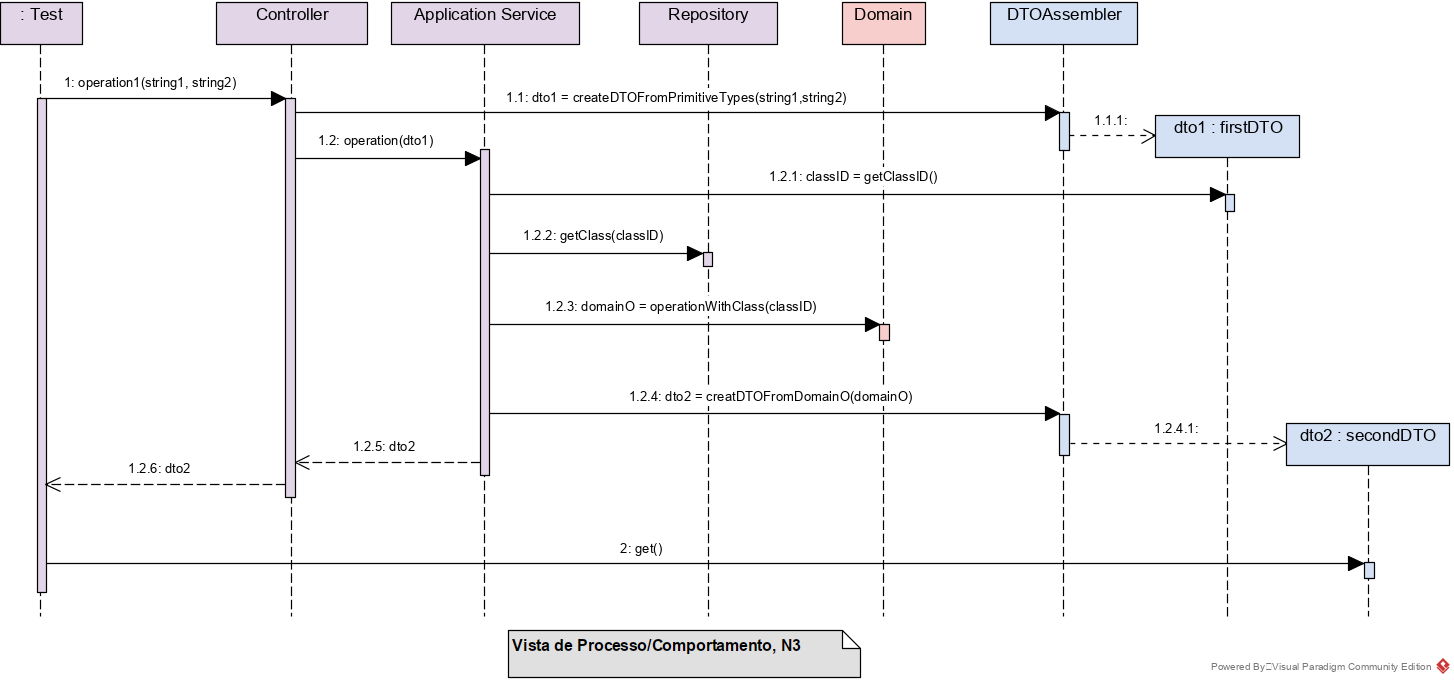 : Test
Controller
Application Service
Repository
Domain
DTOAssembler
1: operation1(string1, string2)
1.1: dto1 = createDTOFromPrimitiveTypes(string1,string2)
1.1.1:
dto1 : firstDTO
1.2: operation(dto1)
1.2.1: classID = getClassID()
1.2.2: getClass(classID)
1.2.3: domainO = operationWithClass(classID)
1.2.4: dto2 = creatDTOFromDomainO(domainO)
1.2.4.1:
dto2 : secondDTO
1.2.5: dto2
1.2.6: dto2
2: get()
Vista de Processo/Comportamento, N3
Powered By Visual Paradigm Community Edition